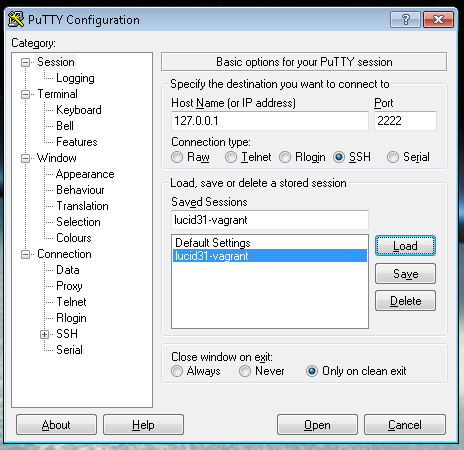 PuTTY Configuration
Category:
Session
Logging
Terminal
Keyboard
Bell
Features
Window
Appearance
Behaviour
Translation
Selection
Colours
Connection
Data
Proxy
Telnet
Rlogin
SSH
Serial
Basic options for your PuTTY session
Specify the destination you want to connect to
Host Name (or IP address) Port
127.0.0.1 2222
Connection type:
Raw Telnet Rlogin SSH Serial
Load, save or delete a stored session
Saved Sessions
lucid31-vagrant
Default Settings
lucid31-vagrant
Load
Save
Delete
Close window on exit:
Always Never Only on clean exit
About Help Open Cancel